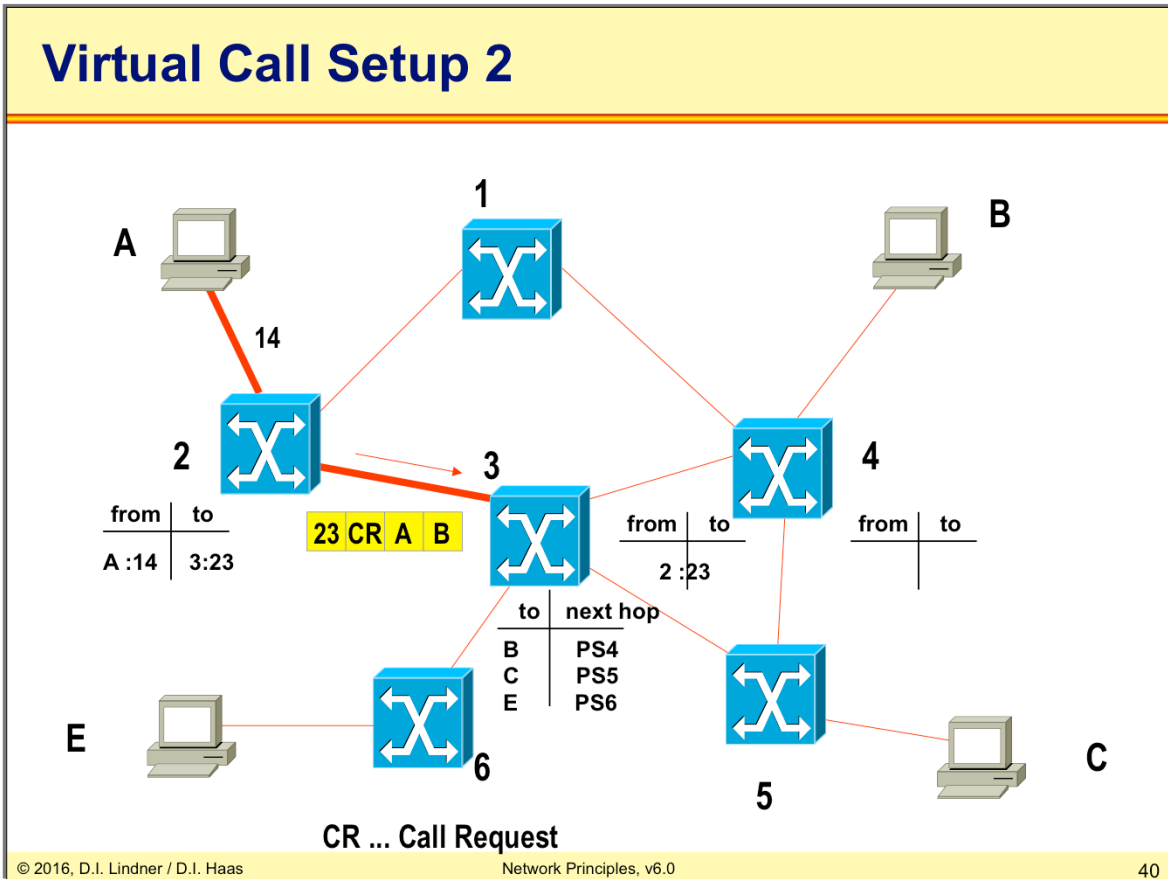 Virtual Call Setup 2
1
A
B
14
2
3
4
from to
A :14 3:23
23 CR A B
from to
2 :23
from to
to next hop
B PS4
C PS5
E PS6
E
6
5
C
CR ... Call Request
© 2016, D.I. Lindner / D.I. Haas
Network Principles, v6.0
40